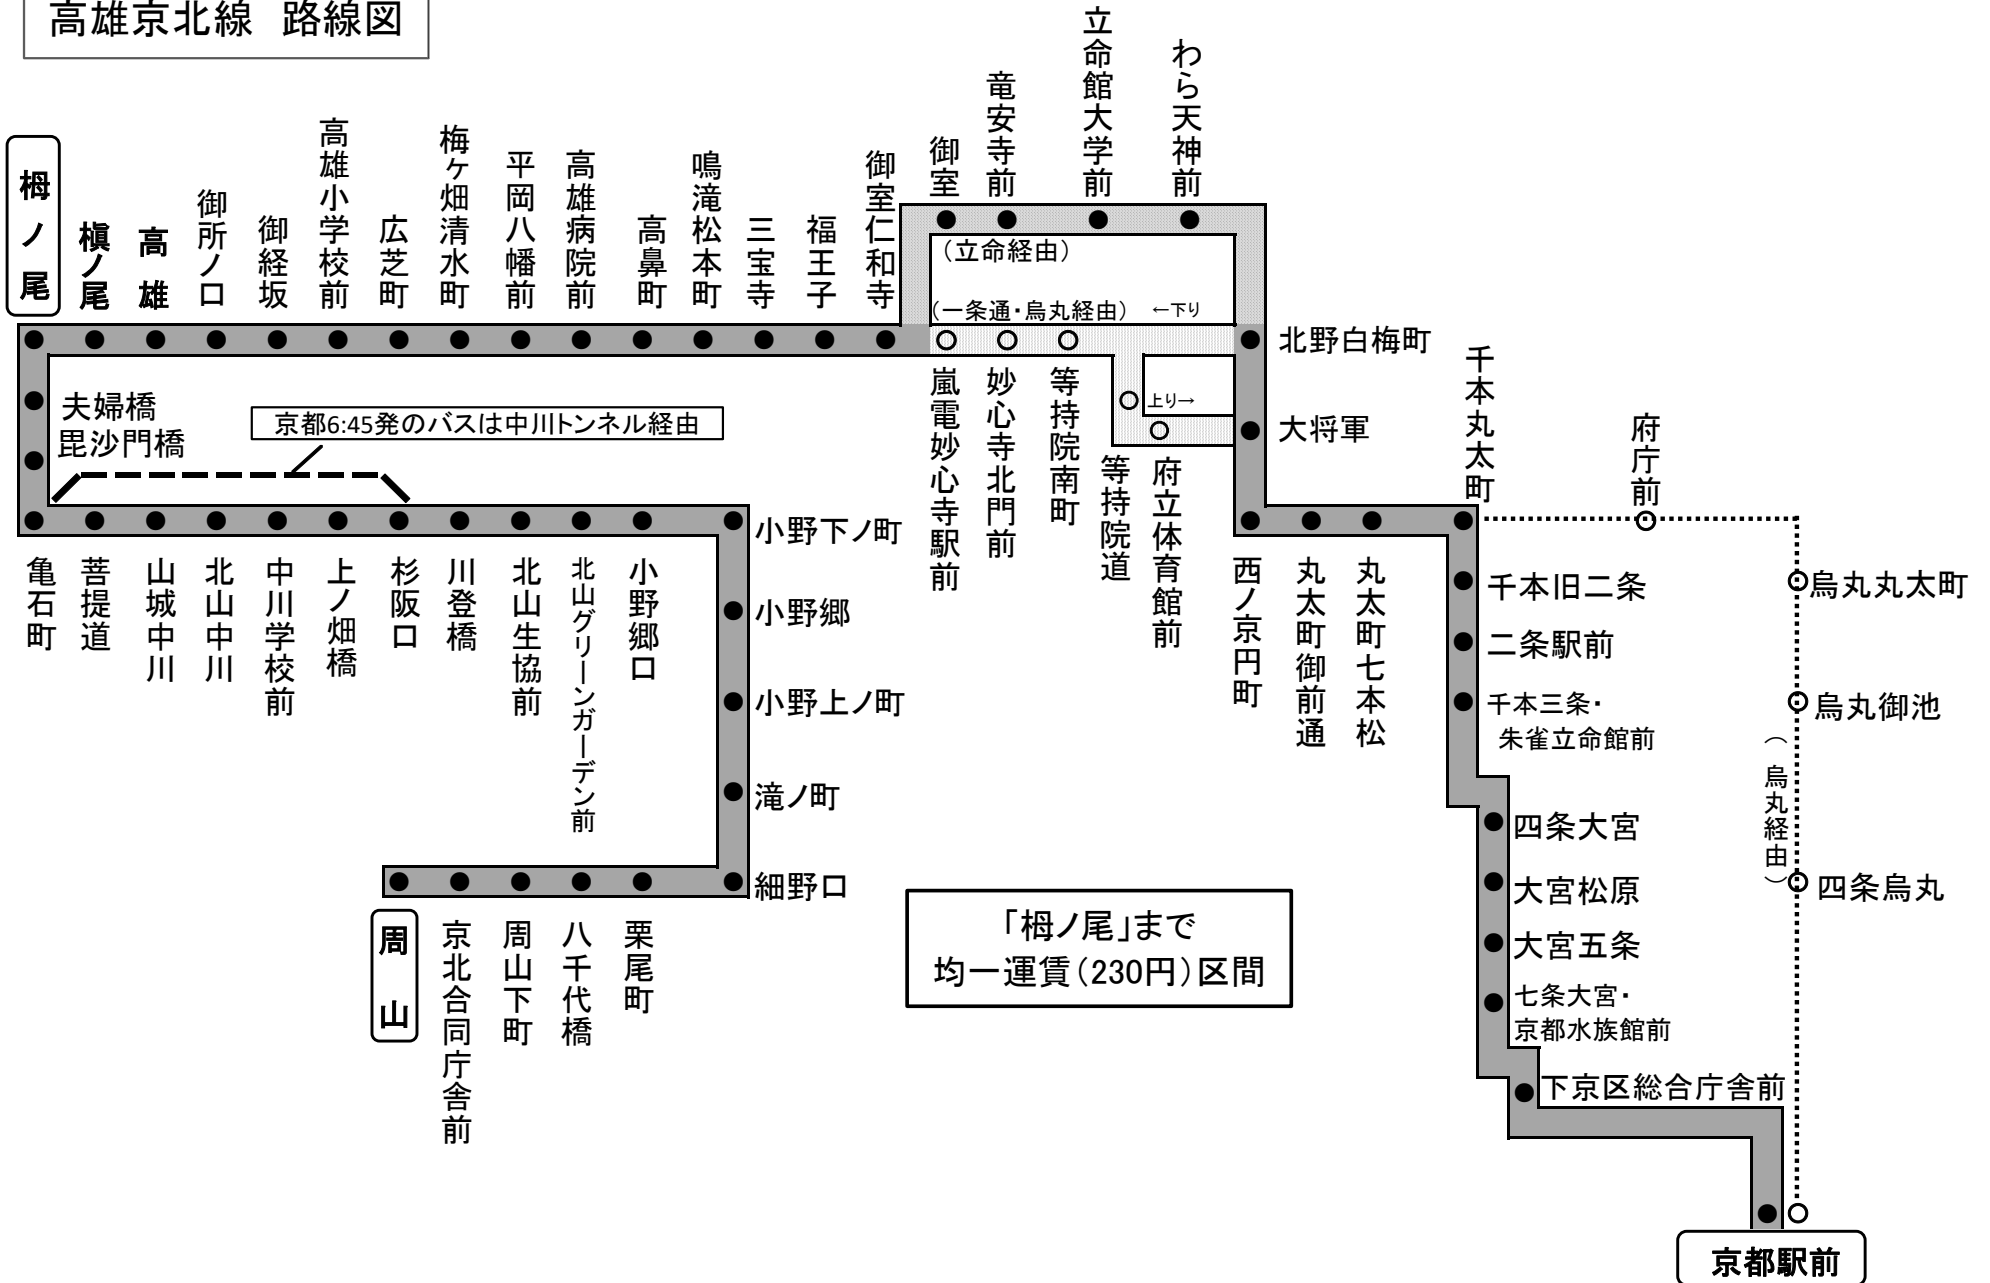 高雄京北線　路線図
栂ノ尾
槇ノ尾
高雄
御所ノ口
御経坂
高雄小学校前
広芝町
梅ヶ畑清水町
平岡八幡前
高雄病院前
高鼻町
鳴滝松本町
三宝寺
福王子
御室仁和寺
御室
竜安寺前
立命館大学前
わら天神前
（立命経由）
（一条通・烏丸経由）　←下り
上り→
嵐電妙心寺駅前
妙心寺北門前
等持院南町
等持院道
府立体育館前
北野白梅町
大将軍
西ノ京円町
丸太町御前通
丸太町七本松
千本丸太町
府庁前
烏丸丸太町
烏丸御池
（烏丸経由）
四条烏丸
千本旧二条
二条駅前
千本三条・
朱雀立命館前
四条大宮
大宮松原
大宮五条
七条大宮・
京都水族館前
下京区総合庁舎前
京都駅前
夫婦橋
毘沙門橋
京都6:45発のバスは中川トンネル経由
亀石町
菩提道
山城中川
北山中川
中川学校前
上ノ畑橋
杉阪口
川登橋
北山生協前
北山グリーンガーデン前
小野郷口
小野下ノ町
小野郷
小野上ノ町
滝ノ町
細野口
栗尾町
八千代橋
周山下町
京北合同庁舎前
周山
「栂ノ尾」まで
均一運賃（230円）区間